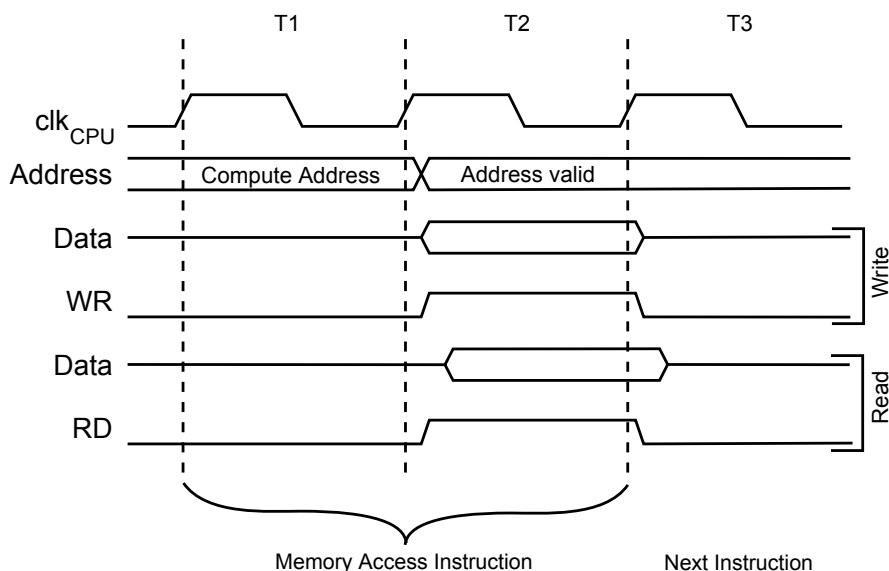 T1 T2 T3
clkCPU
Address Compute Address Address valid
Data
WR
Write
Data
RD
Read
Memory Access Instruction Next Instruction